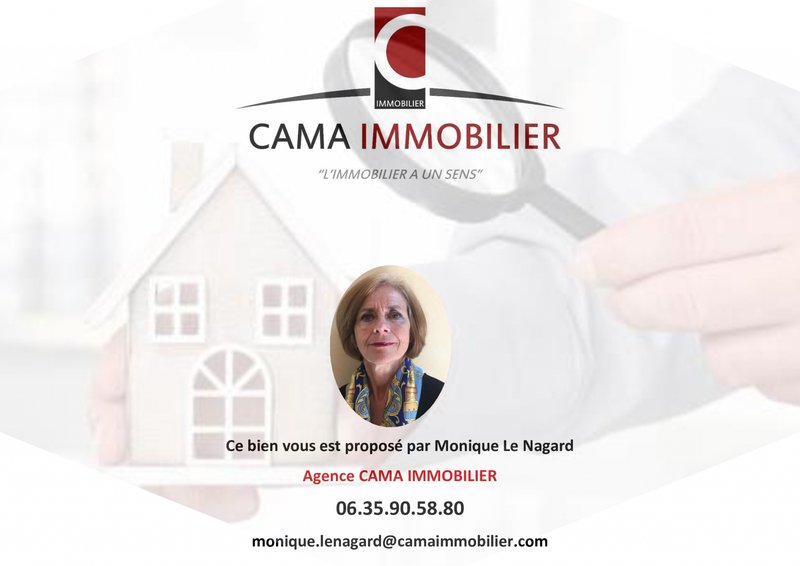 C
IMMOBILIER
CAMA IMMOBILIER
“L’IMMOBILIER A UN SENS”
Ce bien vous est proposé par Monique Le Nagard
Agence CAMA IMMOBILIER
06.35.90.58.80
monique.lenagard@camaimmobilier.com